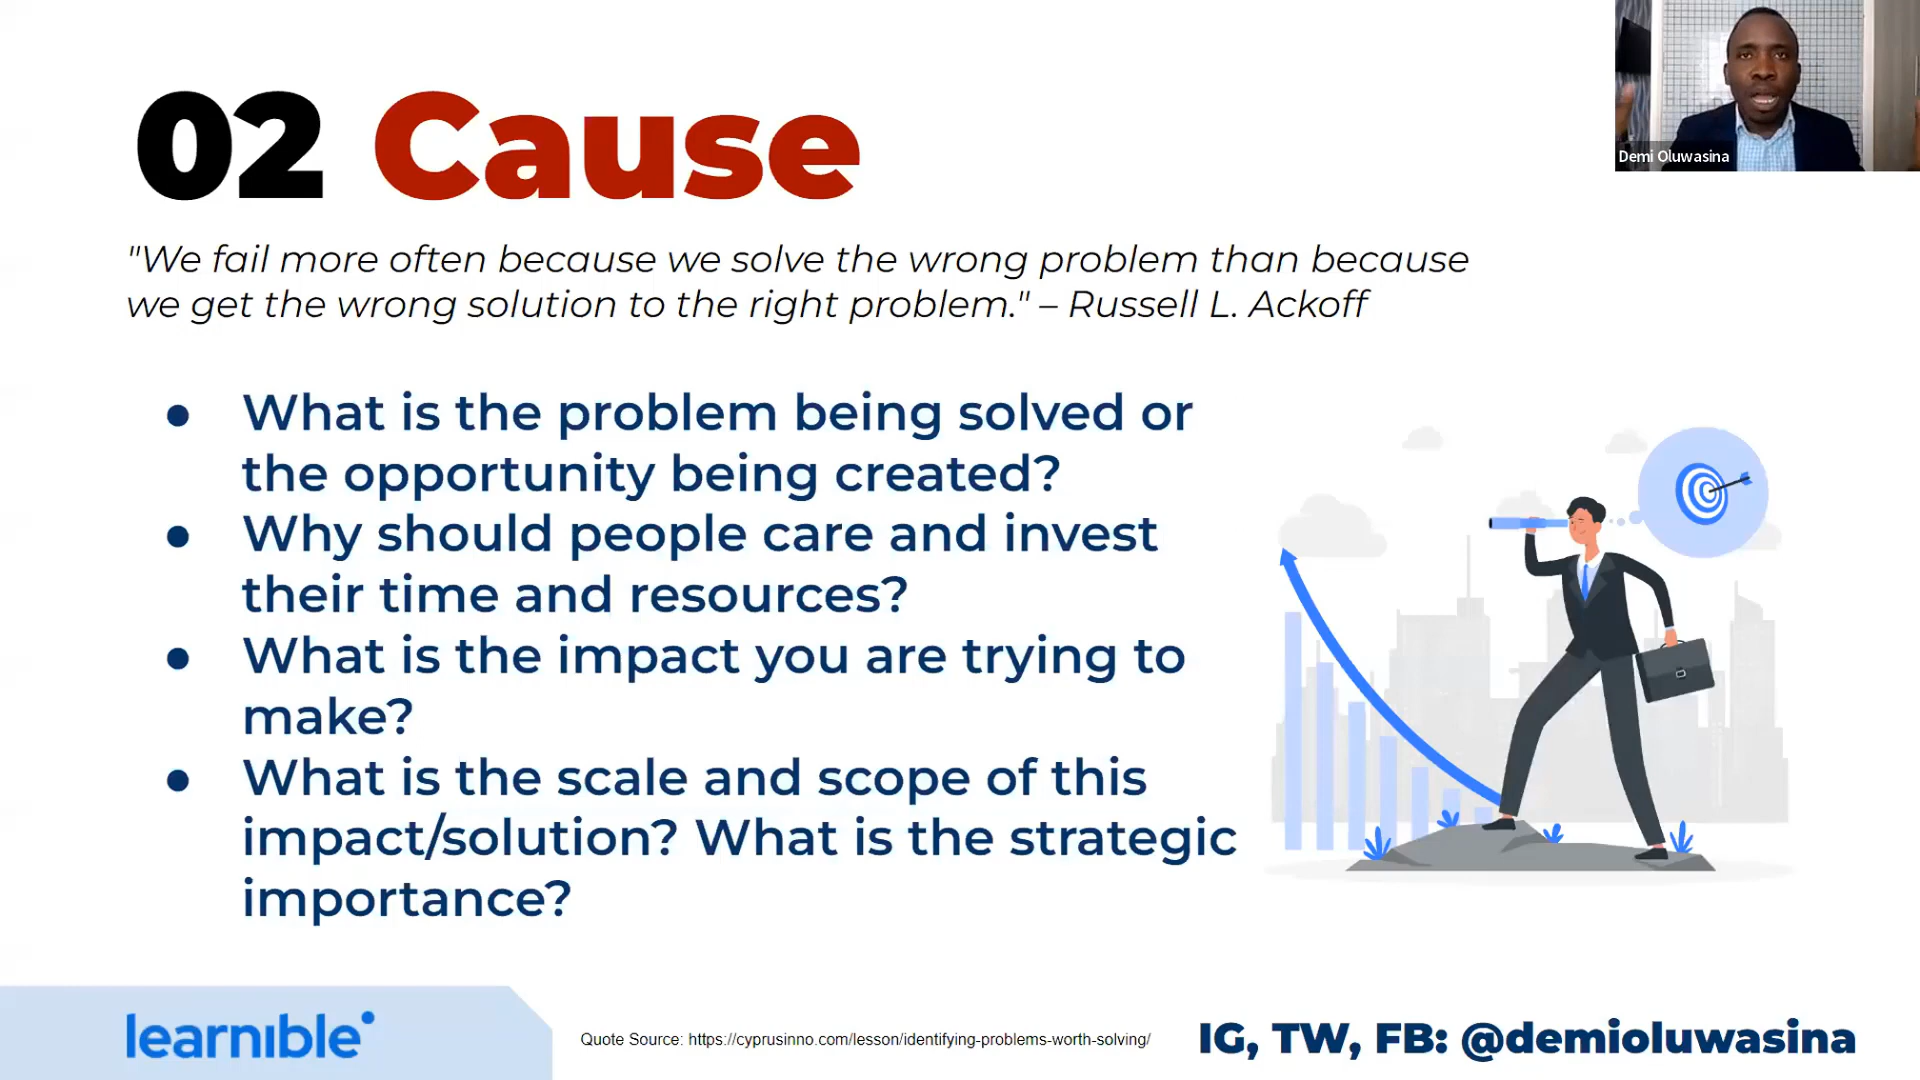 Demi Oluwasina
02 Cause
"We fail more often because we solve the wrong problem than because
we get the wrong solution to the right problem." – Russell L. Ackoff
● What is the problem being solved or
the opportunity being created?
● Why should people care and invest
their time and resources?
● What is the impact you are trying to
make?
● What is the scale and scope of this
impact/solution? What is the strategic
importance?
learnible
Quote Source: https://cyprusinno.com/lesson/identifying-problems-worth-solving/
IG, TW, FB: @demioluwasina